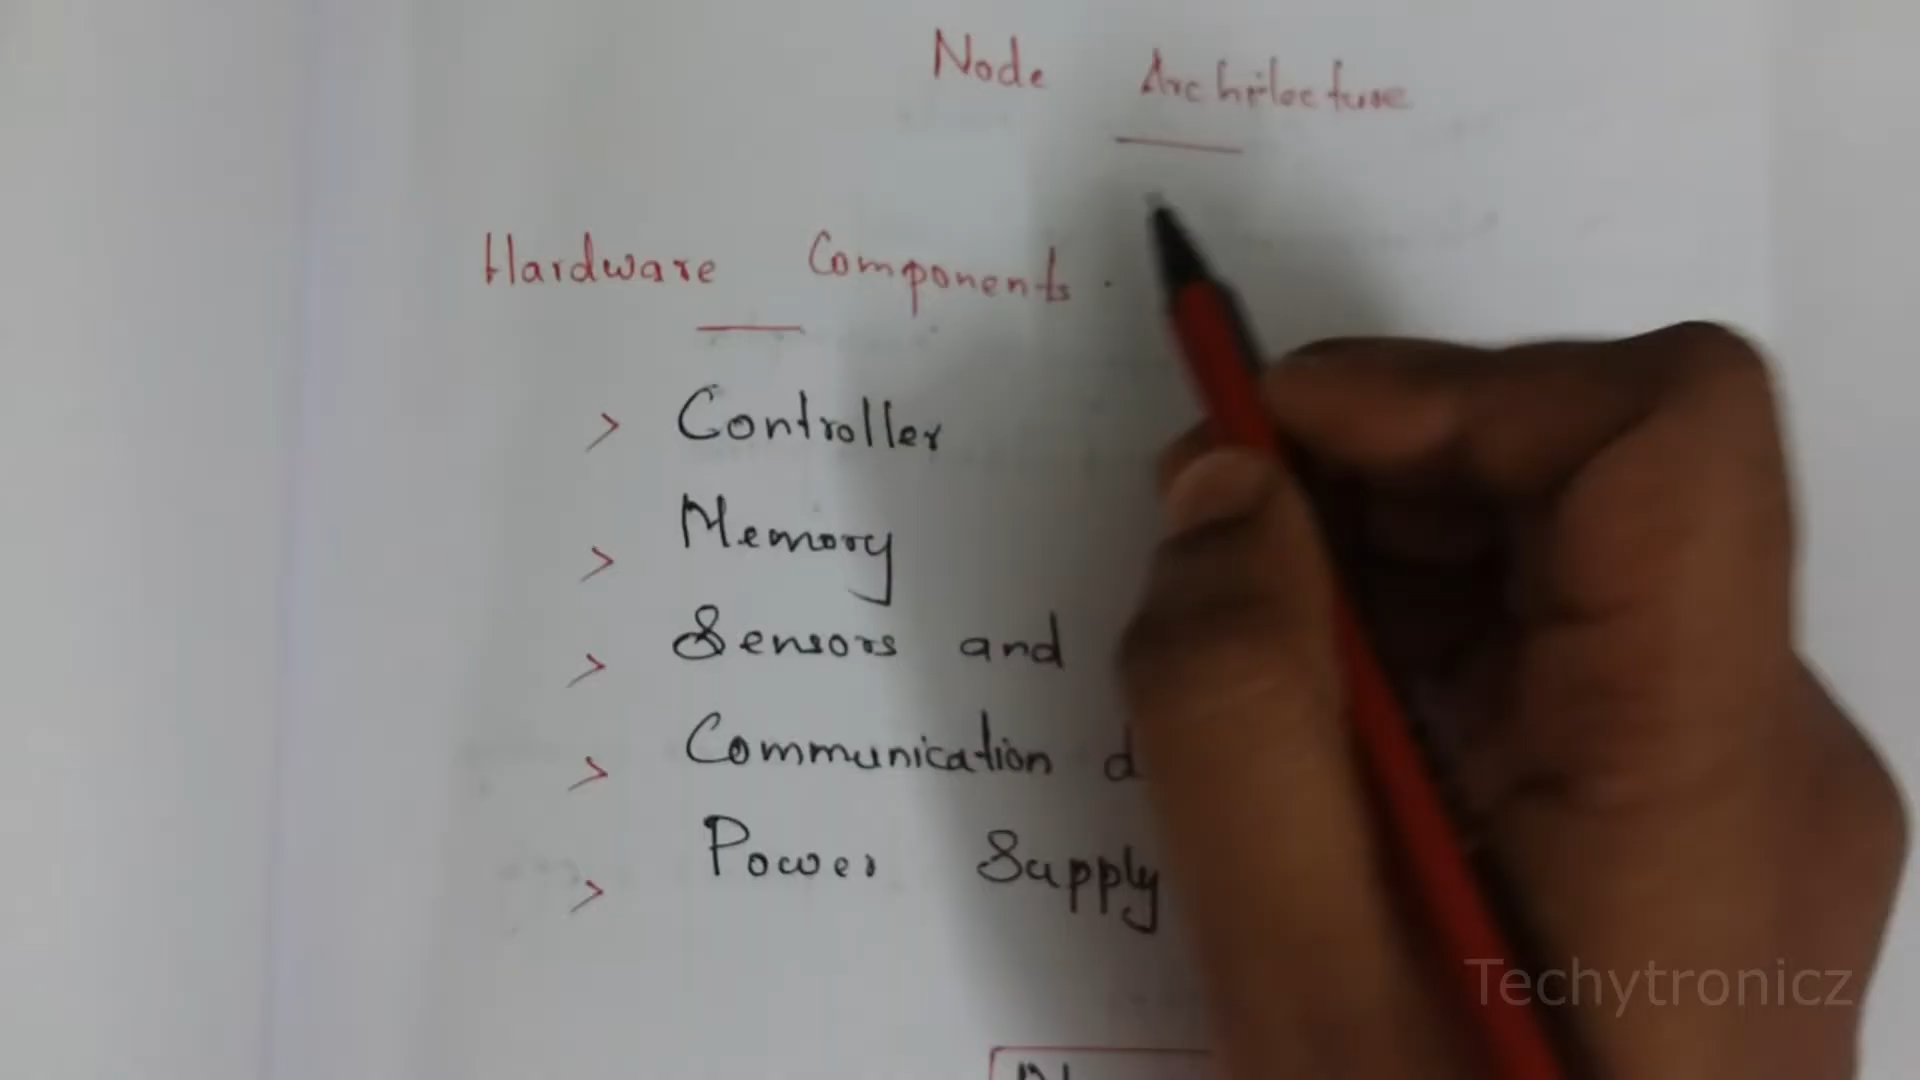 Node Architecture
Hardware Components.
> Controller
> Memory
> Sensors and
> Communication d
> Power Supply
Techytronicz